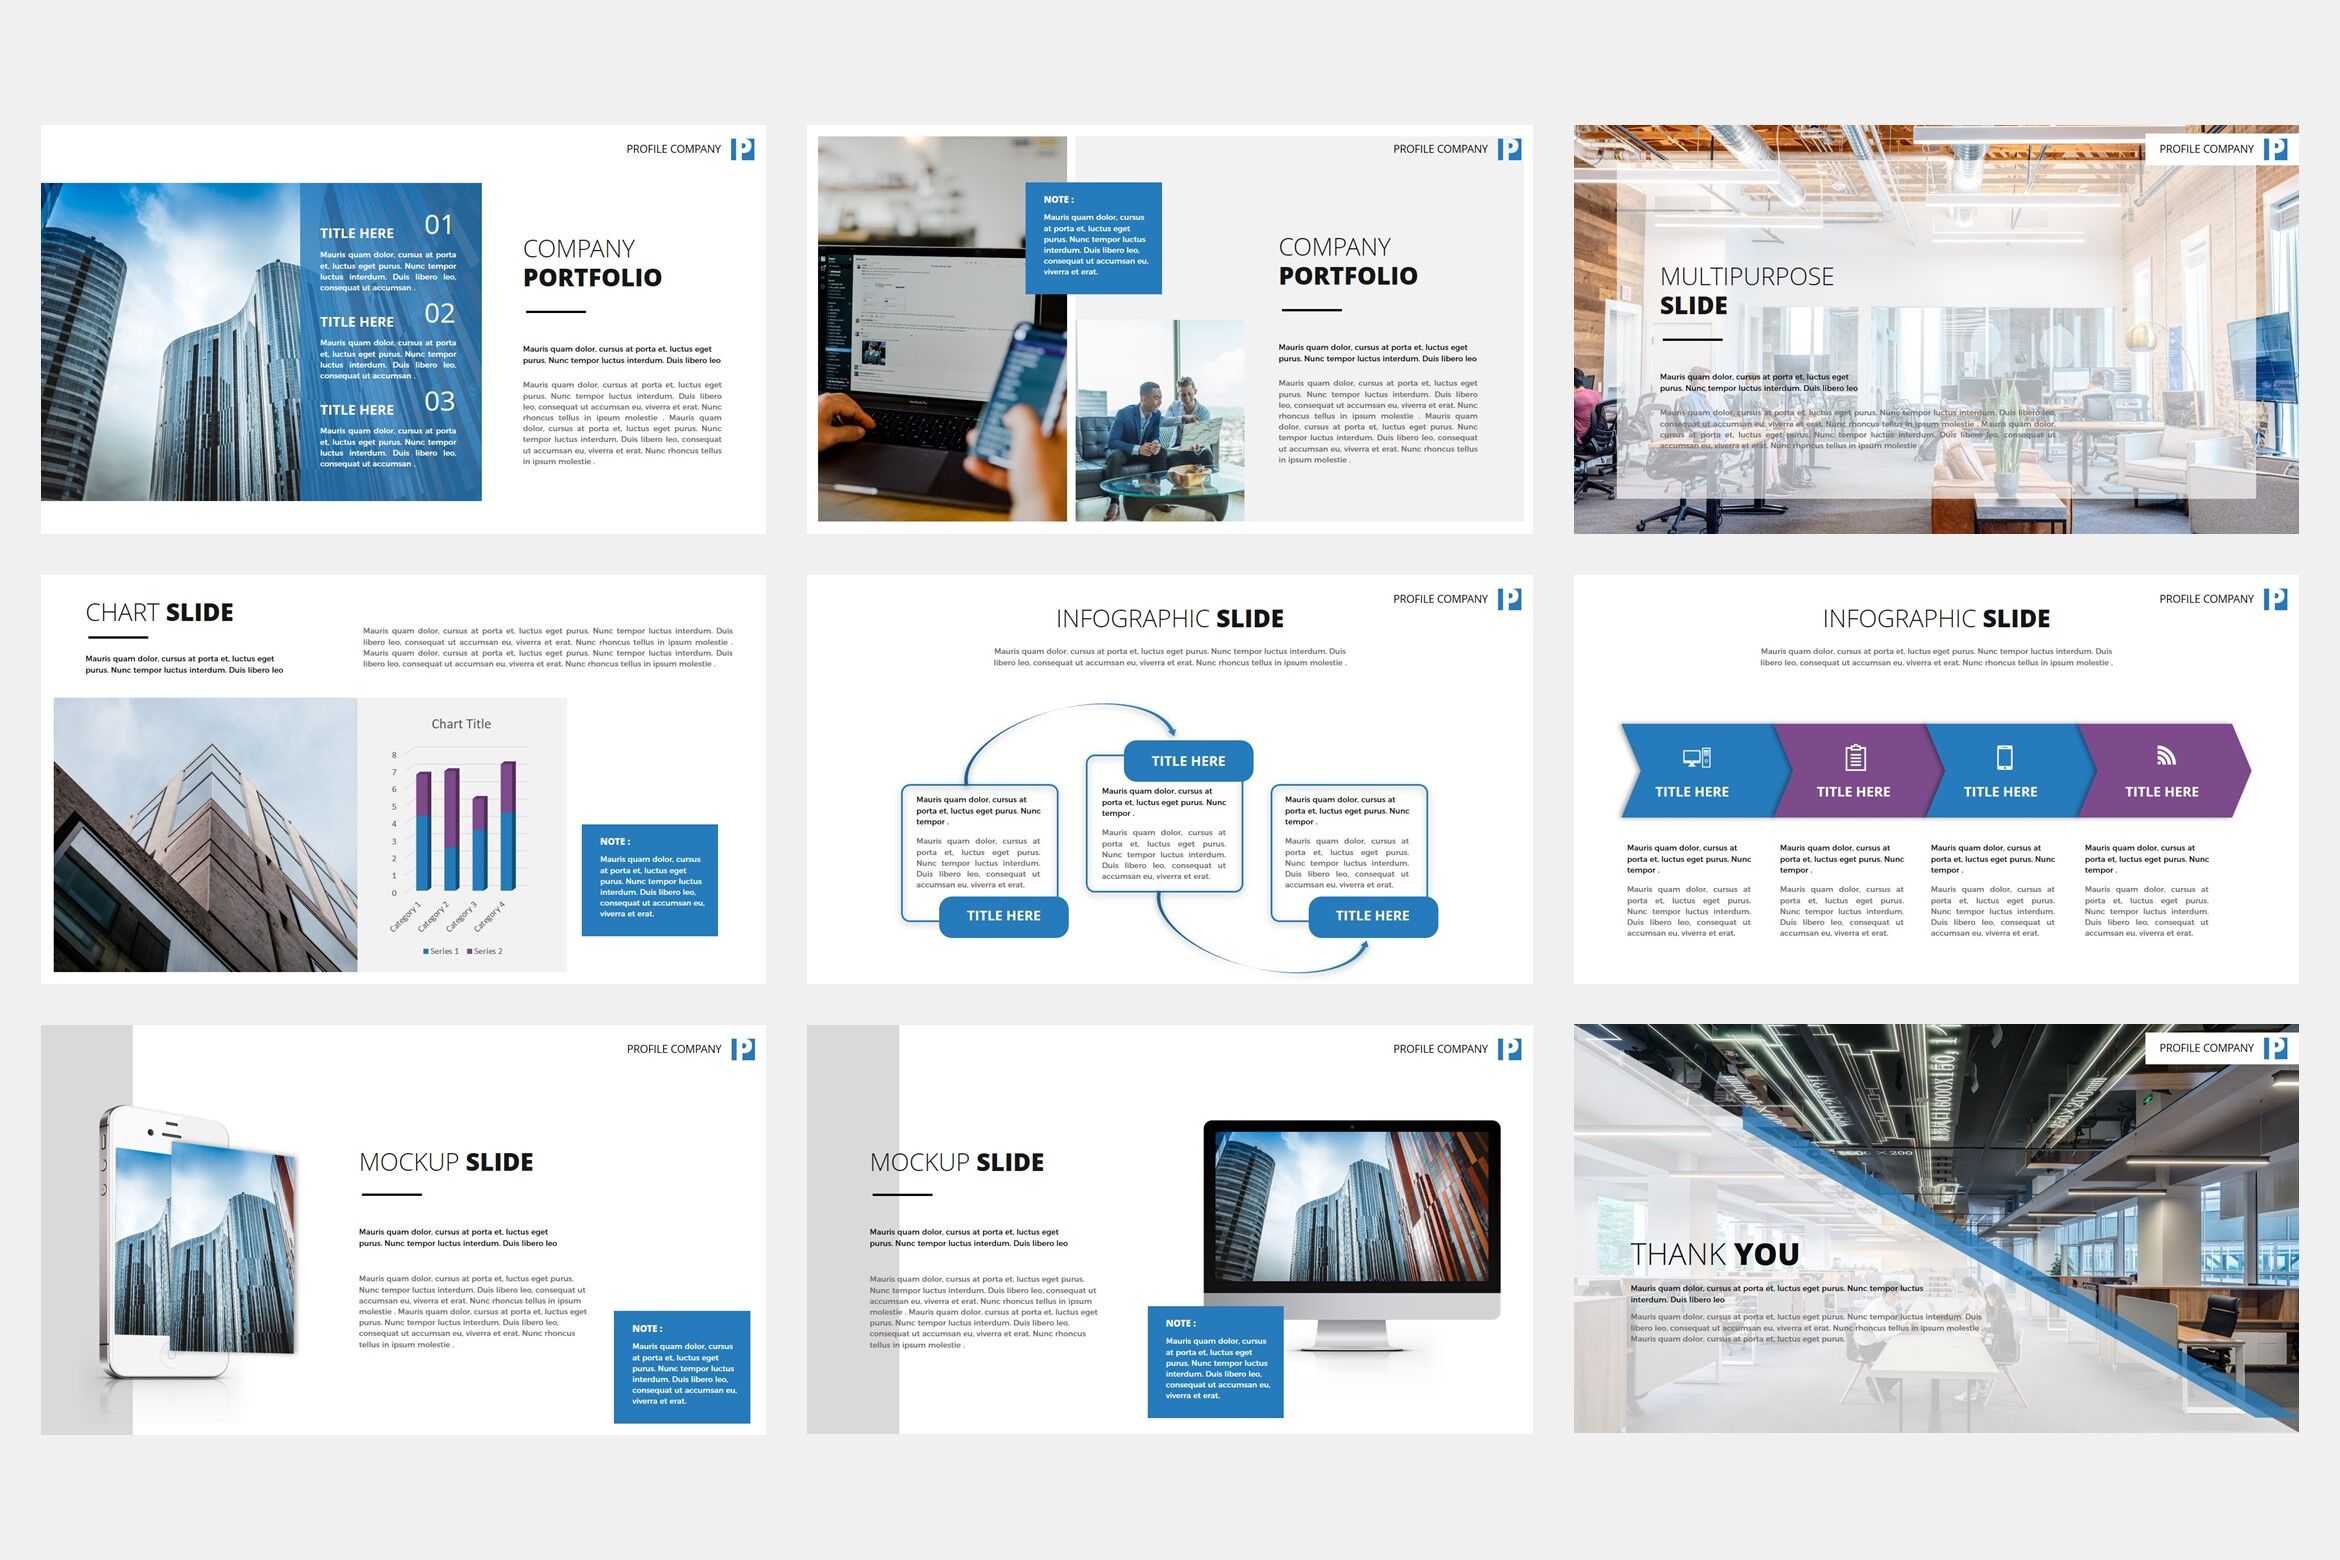 PROFILE COMPANY
TITLE HERE 01
Mauris quam dolor, cursus at porta
et, luctus eget purus. Nunc tempor
luctus interdum. Duis libero leo,
consequat ut accumsan .
TITLE HERE 02
Mauris quam dolor, cursus at porta
et, luctus eget purus. Nunc tempor
luctus interdum. Duis libero leo,
consequat ut accumsan .
TITLE HERE 03
Mauris quam dolor, cursus at porta
et, luctus eget purus. Nunc tempor
luctus interdum. Duis libero leo,
consequat ut accumsan .
COMPANY
PORTFOLIO
Mauris quam dolor, cursus at porta et, luctus eget
purus. Nunc tempor luctus interdum. Duis libero leo
Mauris quam dolor, cursus at porta et, luctus eget
purus. Nunc tempor luctus interdum. Duis libero
leo, consequat ut accumsan eu, viverra et erat. Nunc
rhoncus tellus in ipsum molestie . Mauris quam
dolor, cursus at porta et, luctus eget purus. Nunc
tempor luctus interdum. Duis libero leo, consequat
ut accumsan eu, viverra et erat. Nunc rhoncus tellus
in ipsum molestie .
PROFILE COMPANY
NOTE :
Mauris quam dolor, cursus
at porta et, luctus eget
purus. Nunc tempor luctus
interdum. Duis libero leo,
consequat ut accumsan eu,
viverra et erat.
COMPANY
PORTFOLIO
Mauris quam dolor, cursus at porta et, luctus eget
purus. Nunc tempor luctus interdum. Duis libero leo
Mauris quam dolor, cursus at porta et, luctus eget
purus. Nunc tempor luctus interdum. Duis libero
leo, consequat ut accumsan eu, viverra et erat. Nunc
rhoncus tellus in ipsum molestie . Mauris quam
dolor, cursus at porta et, luctus eget purus. Nunc
tempor luctus interdum. Duis libero leo, consequat
ut accumsan eu, viverra et erat. Nunc rhoncus tellus
in ipsum molestie .
PROFILE COMPANY
MULTIPURPOSE
SLIDE
Mauris quam dolor, cursus at porta et, luctus eget
purus. Nunc tempor luctus interdum. Duis libero leo
Mauris quam dolor, cursus at porta et, luctus eget purus. Nunc tempor luctus interdum. Duis libero leo,
consequat ut accumsan eu, viverra et erat. Nunc rhoncus tellus in ipsum molestie . Mauris quam dolor,
cursus at porta et, luctus eget purus. Nunc tempor luctus interdum. Duis libero leo, consequat ut
accumsan eu, viverra et erat. Nunc rhoncus tellus in ipsum molestie .
CHART SLIDE
Mauris quam dolor, cursus at porta et, luctus eget
purus. Nunc tempor luctus interdum. Duis libero leo
Mauris quam dolor, cursus at porta et, luctus eget purus. Nunc tempor luctus interdum. Duis
libero leo, consequat ut accumsan eu, viverra et erat. Nunc rhoncus tellus in ipsum molestie .
Mauris quam dolor, cursus at porta et, luctus eget purus. Nunc tempor luctus interdum. Duis
libero leo, consequat ut accumsan eu, viverra et erat. Nunc rhoncus tellus in ipsum molestie .
Chart Title
8
7
6
5
4
3
2
1
0
Category 1
Category 2
Category 3
Category 4
Series 1 Series 2
NOTE :
Mauris quam dolor, cursus
at porta et, luctus eget
purus. Nunc tempor luctus
interdum. Duis libero leo,
consequat ut accumsan eu,
viverra et erat.
PROFILE COMPANY
INFOGRAPHIC SLIDE
Mauris quam dolor, cursus at porta et, luctus eget purus. Nunc tempor luctus interdum. Duis
libero leo, consequat ut accumsan eu, viverra et erat. Nunc rhoncus tellus in ipsum molestie .
Mauris quam dolor, cursus at
porta et, luctus eget purus. Nunc
tempor .
Mauris quam dolor, cursus at
porta et, luctus eget purus.
Nunc tempor luctus interdum.
Duis libero leo, consequat ut
accumsan eu, viverra et erat.
TITLE HERE
TITLE HERE
Mauris quam dolor, cursus at
porta et, luctus eget purus. Nunc
tempor .
Mauris quam dolor, cursus at
porta et, luctus eget purus.
Nunc tempor luctus interdum.
Duis libero leo, consequat ut
accumsan eu, viverra et erat.
Mauris quam dolor, cursus at
porta et, luctus eget purus. Nunc
tempor .
Mauris quam dolor, cursus at
porta et, luctus eget purus.
Nunc tempor luctus interdum.
Duis libero leo, consequat ut
accumsan eu, viverra et erat.
TITLE HERE
PROFILE COMPANY
INFOGRAPHIC SLIDE
Mauris quam dolor, cursus at porta et, luctus eget purus. Nunc tempor luctus interdum. Duis
libero leo, consequat ut accumsan eu, viverra et erat. Nunc rhoncus tellus in ipsum molestie .
TITLE HERE
TITLE HERE
TITLE HERE
TITLE HERE
Mauris quam dolor, cursus at
porta et, luctus eget purus. Nunc
tempor .
Mauris quam dolor, cursus at
porta et, luctus eget purus.
Nunc tempor luctus interdum.
Duis libero leo, consequat ut
accumsan eu, viverra et erat.
Mauris quam dolor, cursus at
porta et, luctus eget purus. Nunc
tempor .
Mauris quam dolor, cursus at
porta et, luctus eget purus.
Nunc tempor luctus interdum.
Duis libero leo, consequat ut
accumsan eu, viverra et erat.
Mauris quam dolor, cursus at
porta et, luctus eget purus. Nunc
tempor .
Mauris quam dolor, cursus at
porta et, luctus eget purus.
Nunc tempor luctus interdum.
Duis libero leo, consequat ut
accumsan eu, viverra et erat.
Mauris quam dolor, cursus at
porta et, luctus eget purus. Nunc
tempor .
Mauris quam dolor, cursus at
porta et, luctus eget purus.
Nunc tempor luctus interdum.
Duis libero leo, consequat ut
accumsan eu, viverra et erat.
PROFILE COMPANY
MOCKUP SLIDE
Mauris quam dolor, cursus at porta et, luctus eget
purus. Nunc tempor luctus interdum. Duis libero leo
Mauris quam dolor, cursus at porta et, luctus eget purus.
Nunc tempor luctus interdum. Duis libero leo, consequat ut
accumsan eu, viverra et erat. Nunc rhoncus tellus in ipsum
molestie . Mauris quam dolor, cursus at porta et, luctus eget
purus. Nunc tempor luctus interdum. Duis libero leo,
consequat ut accumsan eu, viverra et erat. Nunc rhoncus
tellus in ipsum molestie .
NOTE :
Mauris quam dolor, cursus
at porta et, luctus eget
purus. Nunc tempor luctus
interdum. Duis libero leo,
consequat ut accumsan eu,
viverra et erat.
PROFILE COMPANY
MOCKUP SLIDE
Mauris quam dolor, cursus at porta et, luctus eget
purus. Nunc tempor luctus interdum. Duis libero leo
Mauris quam dolor, cursus at porta et, luctus eget purus.
Nunc tempor luctus interdum. Duis libero leo, consequat ut
accumsan eu, viverra et erat. Nunc rhoncus tellus in ipsum
molestie . Mauris quam dolor, cursus at porta et, luctus eget
purus. Nunc tempor luctus interdum. Duis libero leo,
consequat ut accumsan eu, viverra et erat. Nunc rhoncus
tellus in ipsum molestie .
NOTE :
Mauris quam dolor, cursus
at porta et, luctus eget
purus. Nunc tempor luctus
interdum. Duis libero leo,
consequat ut accumsan eu,
viverra et erat.
PROFILE COMPANY
THANK YOU
Mauris quam dolor, cursus at porta et, luctus eget purus. Nunc tempor luctus
interdum. Duis libero leo
Mauris quam dolor, cursus at porta et, luctus eget purus. Nunc tempor luctus interdum. Duis
libero leo, consequat ut accumsan eu, viverra et erat. Nunc rhoncus tellus in ipsum molestie .
Mauris quam dolor, cursus at porta et, luctus eget purus.